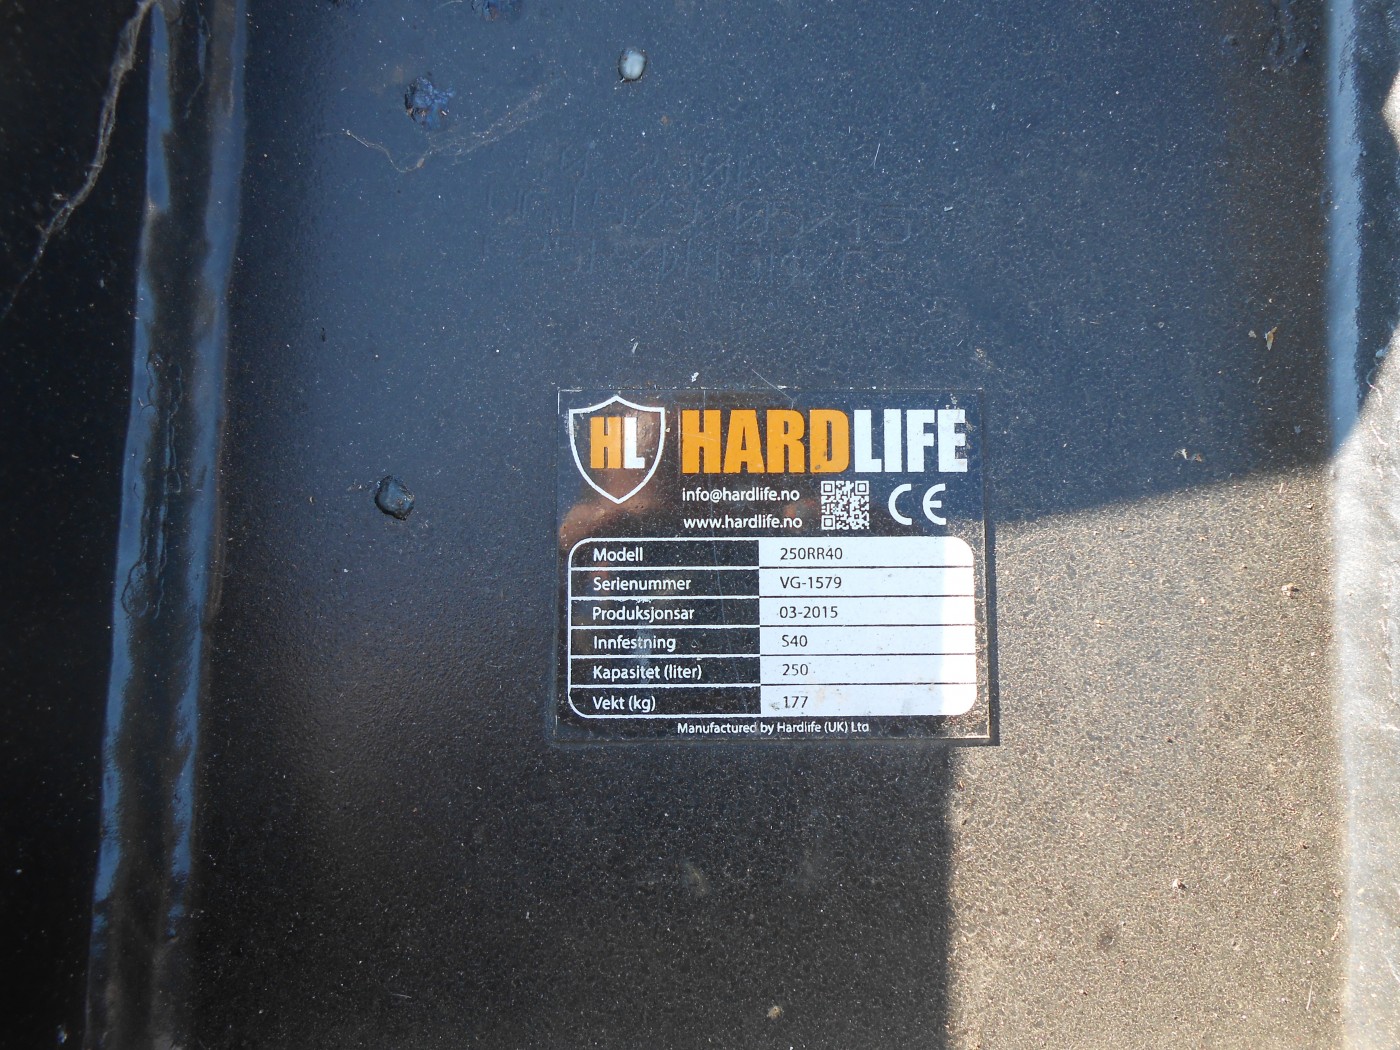 HL HARDLIFE
info@hardlife.no
www.hardlife.no CE
Modell 250RR40
Serienummer VG-1579
Produksjonsar 03-2015
Innfestning S40
Kapasitet (liter) 250
Vekt (kg) 177
Manufactured by Hardlife (UK) Ltd